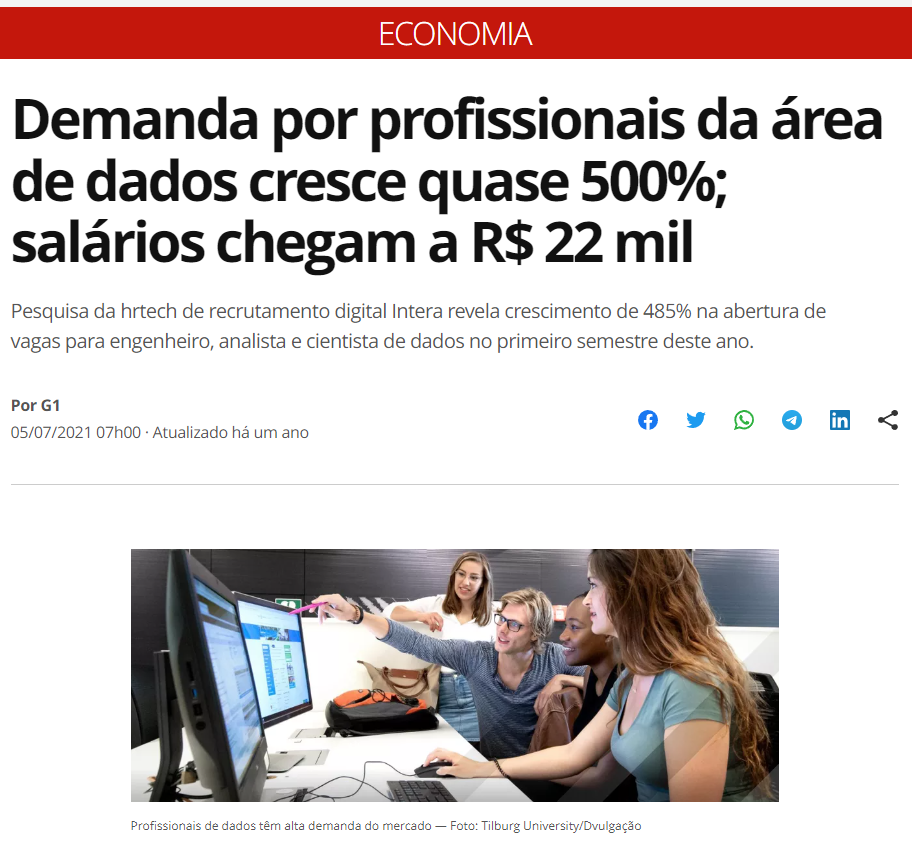 ECONOMIA
Demanda por profissionais da área
de dados cresce quase 500%;
salários chegam a R$ 22 mil
Pesquisa da hrtech de recrutamento digital Intera revela crescimento de 485% na abertura de
vagas para engenheiro, analista e cientista de dados no primeiro semestre deste ano.
Por G1
05/07/2021 07h00 · Atualizado há um ano
Profissionais de dados têm alta demanda do mercado — Foto: Tilburg University/Dvulgação